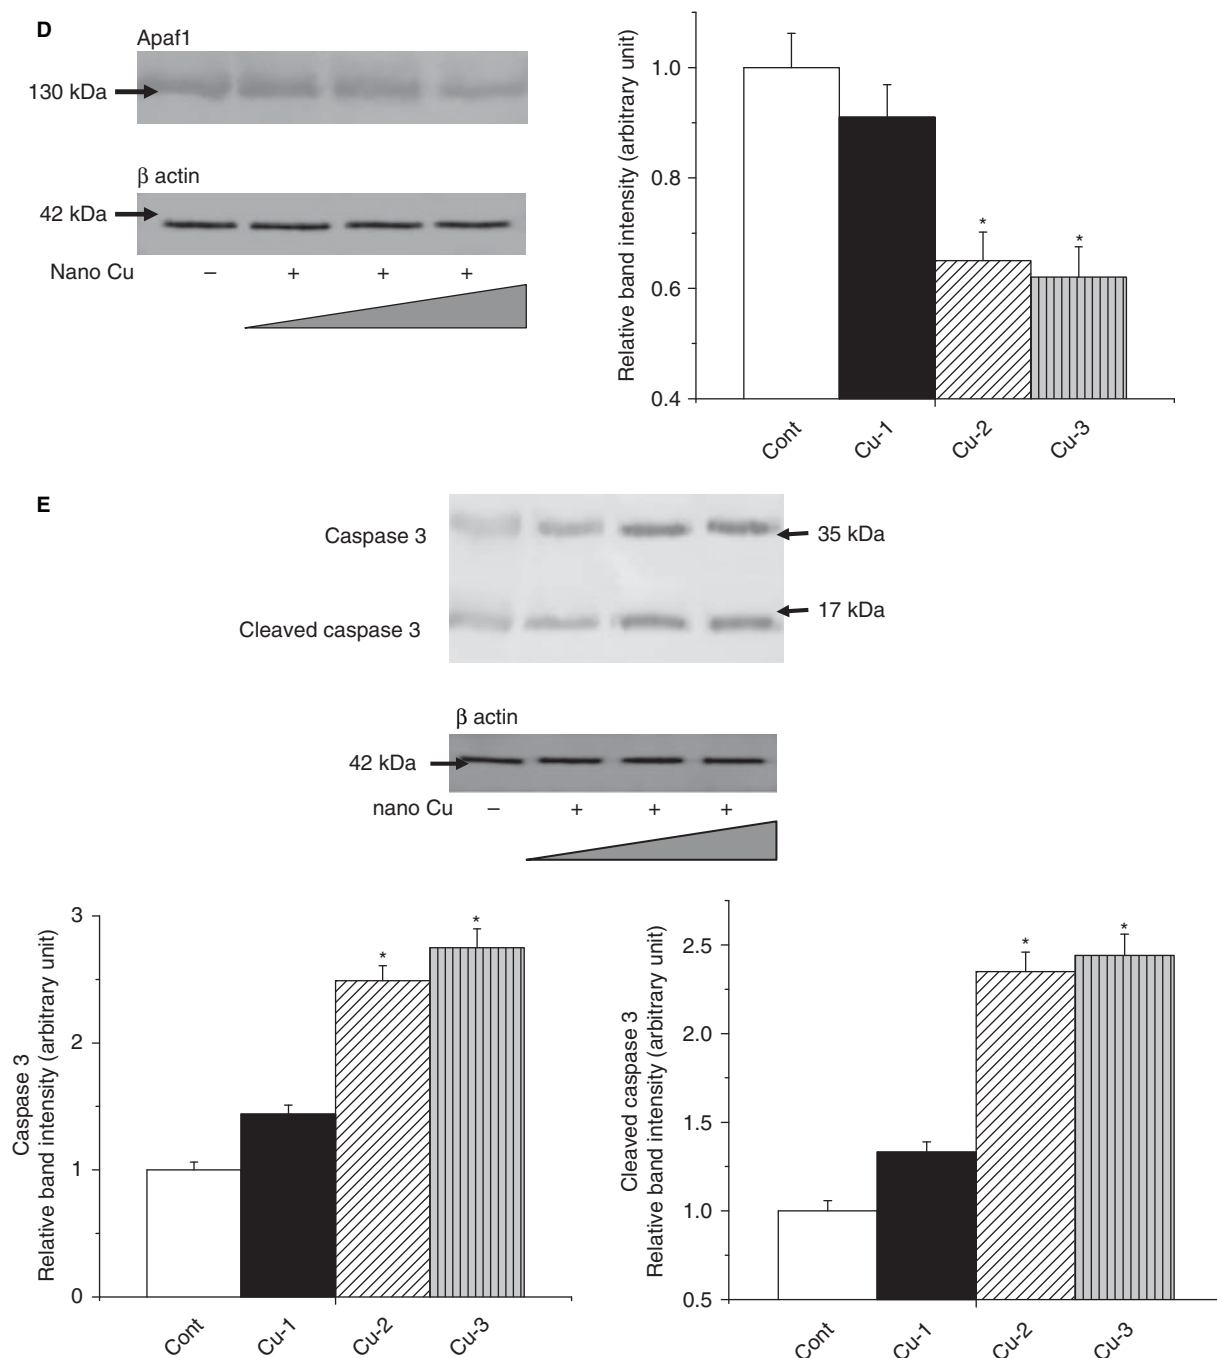 D
Apaf1
130 kDa
β actin
42 kDa
Nano Cu – + + +
Relative band intensity (arbitrary unit)
1.0
0.8
0.6
0.4
* *
Cont Cu-1 Cu-2 Cu-3
E
Caspase 3
35 kDa
17 kDa
Cleaved caspase 3
β actin
42 kDa
nano Cu – + + +
Caspase 3
Relative band intensity (arbitrary unit)
3
2
1
0
* *
Cont Cu-1 Cu-2 Cu-3
Cleaved caspase 3
Relative band intensity (arbitrary unit)
2.5
2.0
1.5
1.0
0.5
* *
Cont Cu-1 Cu-2 Cu-3